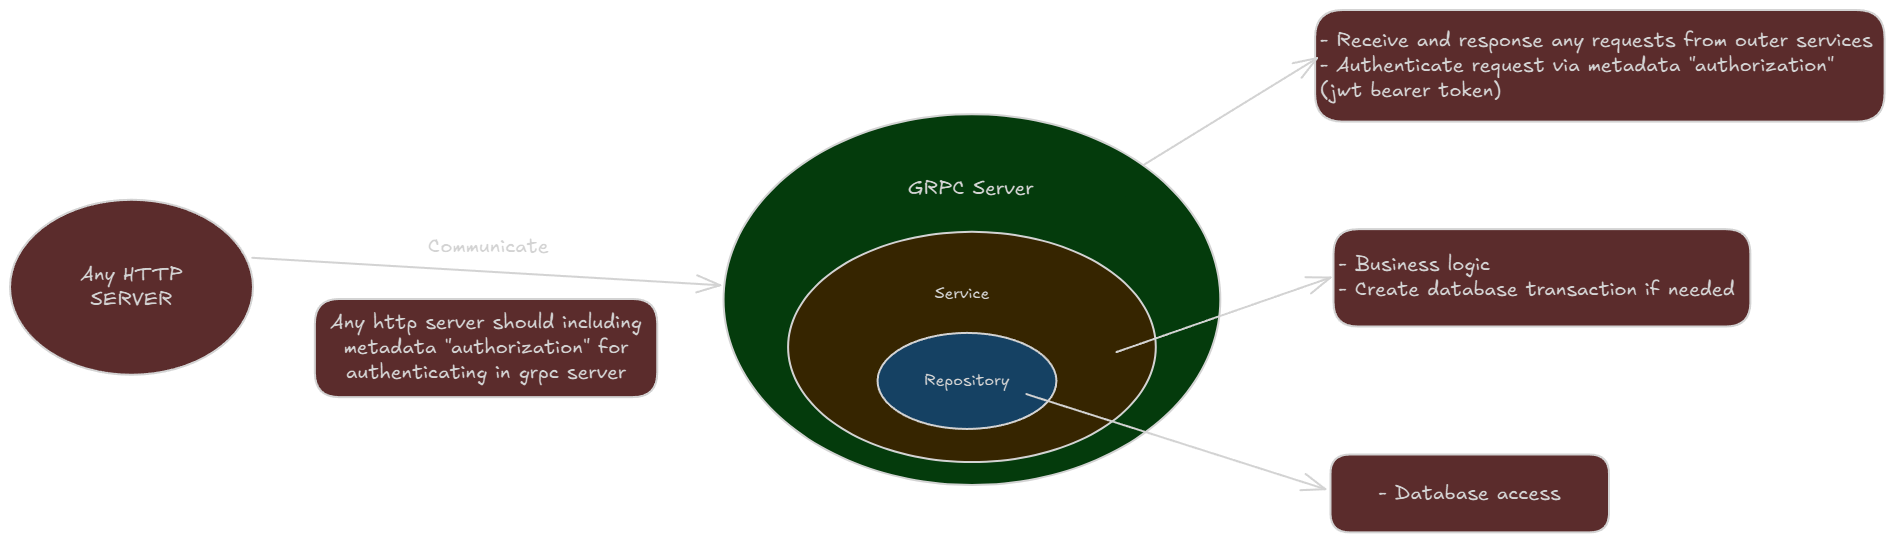 - Receive and response any requests from outer services
- Authenticate request via metadata "authorization"
(jwt bearer token)
GRPC Server
Any HTTP
SERVER
Communicate
Any http server should including
metadata "authorization" for
authenticating in grpc server
Service
- Business logic
- Create database transaction if needed
Repository
- Database access